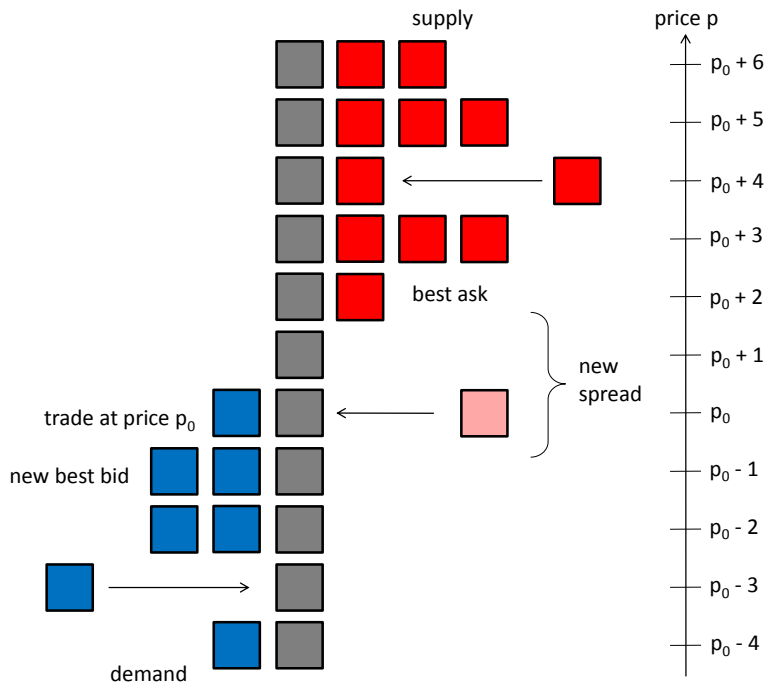 supply
price p
p₀ + 6
p₀ + 5
p₀ + 4
p₀ + 3
best ask
p₀ + 2
p₀ + 1
new
spread
trade at price p₀
p₀
new best bid
p₀ - 1
p₀ - 2
p₀ - 3
p₀ - 4
demand